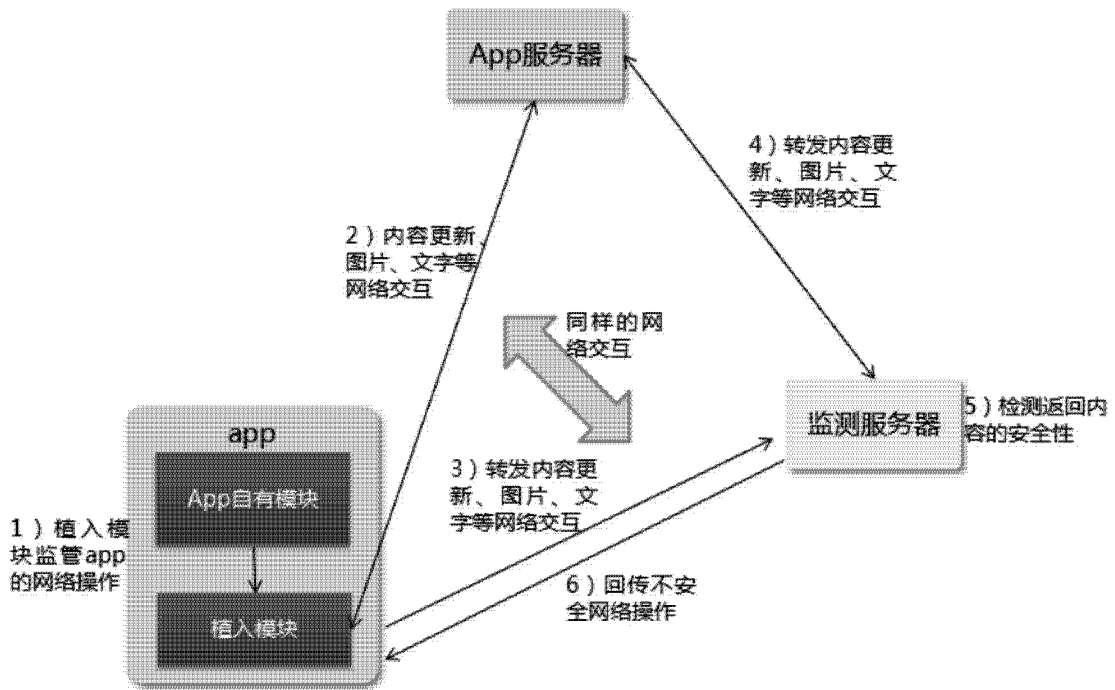 App服务器
4）转发内容更
新、图片、文
字等网络交互
2）内容更新、
图片、文字等
网络交互
同样的网
络交互
监测服务器
5）检测返回内
容的安全性
app
App自有模块
3）转发内容更
新、图片、文
字等网络交互
1）植入模
块监管app
的网络操作
6）回传不安
全网络操作
植入模块